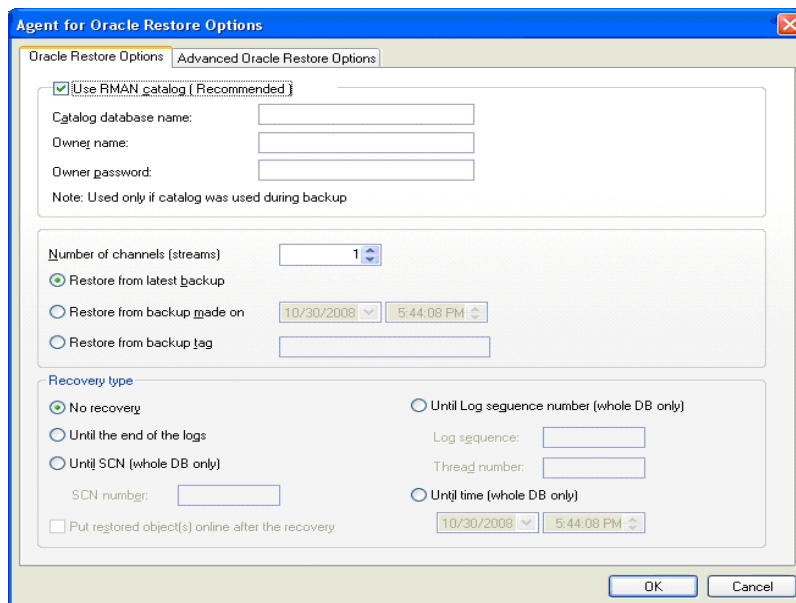 Agent for Oracle Restore Options
Oracle Restore Options
Advanced Oracle Restore Options
Use RMAN catalog ( Recommended )
Catalog database name:
Owner name:
Owner password:
Note: Used only if catalog was used during backup
Number of channels (streams)
1
Restore from latest backup
Restore from backup made on
10/30/2008
5:44:08 PM
Restore from backup tag
Recovery type
No recovery
Until the end of the logs
Until SCN (whole DB only)
SCN number:
Put restored object(s) online after the recovery
Until Log sequence number (whole DB only)
Log sequence:
Thread number:
Until time (whole DB only)
10/30/2008
5:44:08 PM
OK
Cancel